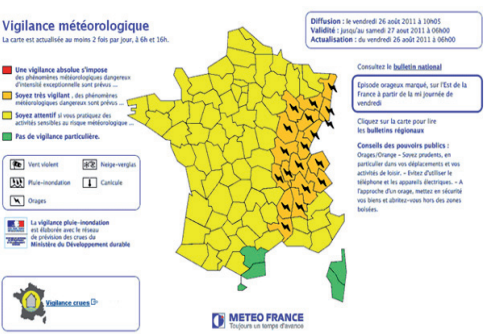 Vigilance météorologique
La carte est actualisée au moins 2 fois par jour, à 6h et 16h.
Une vigilance absolue s'impose
des phénomènes météorologiques dangereux
d'intensité exceptionnelle sont prévus ...
Soyez très vigilant, des phénomènes
météorologiques dangereux sont prévus ...
Soyez attentif si vous pratiquez des
activités sensibles au risque météorologique ...
Pas de vigilance particulière.
Vent violent
Neige-verglas
Pluie-inondation
Canicule
Orages
La vigilance pluie-inondation
est élaborée avec le réseau
de prévision des crues du
Ministère du Développement durable
Vigilance crues
Diffusion : le vendredi 26 août 2011 à 10h05
Validité : jusqu'au samedi 27 aout 2011 à 06h00
Actualisation : du vendredi 26 août 2011 à 06h00
Consultez le bulletin national
Episode orageux marqué, sur l'Est de la
France à partir de la mi journée de
vendredi
Cliquez sur la carte pour lire
les bulletins régionaux
Conseils des pouvoirs publics :
Orages/Orange - Soyez prudents, en
particulier dans vos déplacements et vos
activités de loisir. - Evitez d'utiliser le
téléphone et les appareils électriques. - A
l'approche d'un orage, mettez en sécurité
vos biens et abritez-vous hors des zones
boisées.
METEO FRANCE
Toujours un temps d'avance